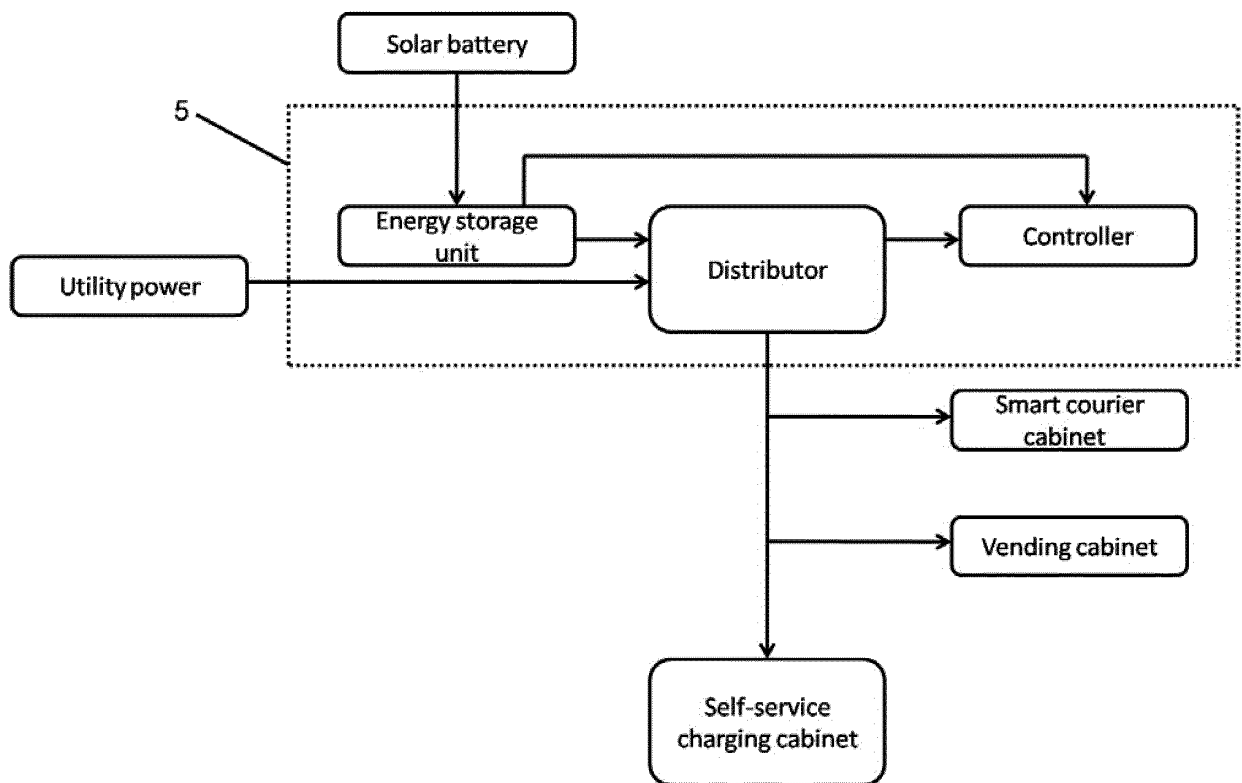 Solar battery
5
Energy storage
unit
Distributor
Controller
Utility power
Smart courier
cabinet
Vending cabinet
Self-service
charging cabinet